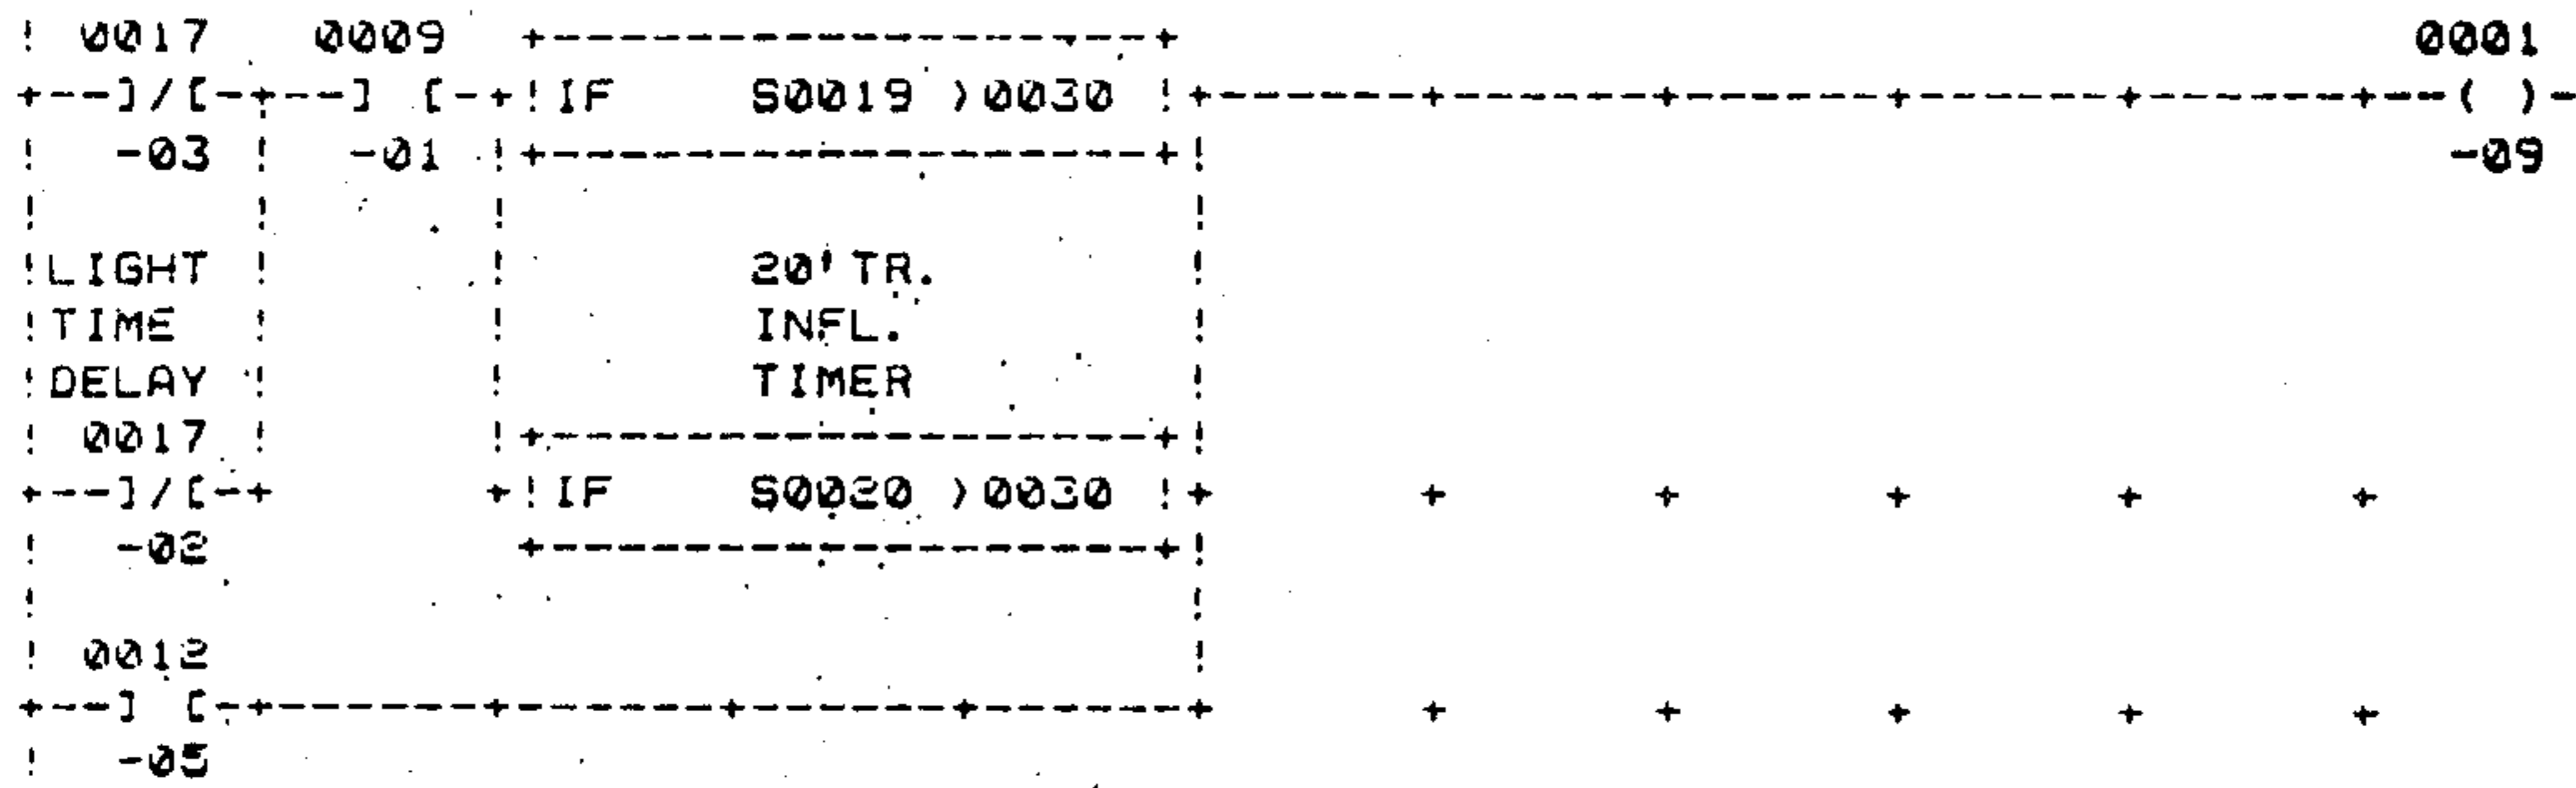 ! 0017   0009   +------------------+   0001
+---]/[-+---] [-+!IF   S0019 >0030 !+------+------+------+------+------+---( )-
!   -03 !   -01 !+------------------+!   -09
!       !       !                    !
!LIGHT  !       !      20' TR.       !
!TIME   !       !      INFL.         !
!DELAY  !       !      TIMER         !
! 0017  !       !+------------------+!
+---]/[-+       +!IF   S0020 >0030 !+      +      +      +      +      +
!   -02          +------------------+!
!                                    !
! 0012                               !
+---] [-+-------+------+------+------+      +      +      +      +      +
!   -05